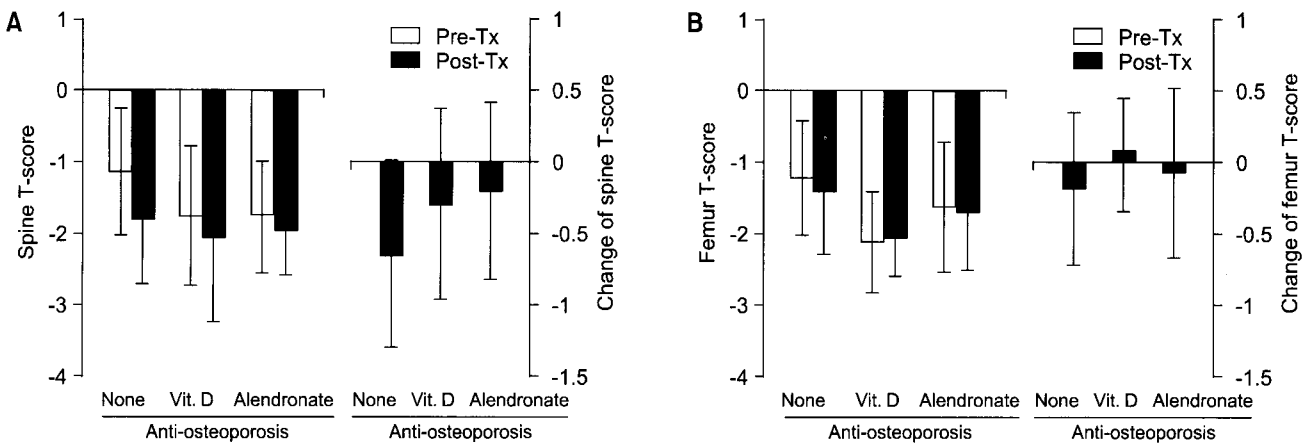 A
Spine T-score
1
0
-1
-2
-3
-4
None Vit. D Alendronate
Anti-osteoporosis
Pre-Tx
Post-Tx
None Vit. D Alendronate
Anti-osteoporosis
1
0.5
0
-0.5
-1
-1.5
Change of spine T-score
B
Femur T-score
1
0
-1
-2
-3
-4
None Vit. D Alendronate
Anti-osteoporosis
Pre-Tx
Post-Tx
None Vit. D Alendronate
Anti-osteoporosis
1
0.5
0
-0.5
-1
-1.5
Change of femur T-score